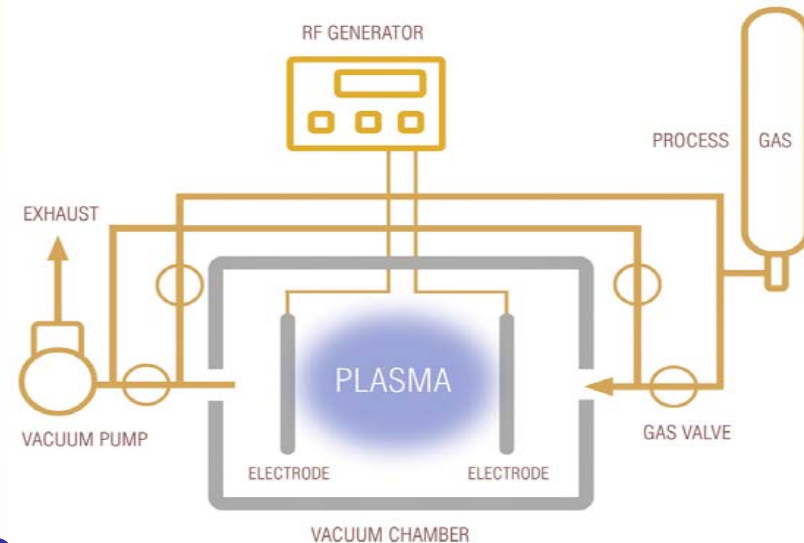 RF GENERATOR
PROCESS GAS
EXHAUST
PLASMA
VACUUM PUMP
GAS VALVE
ELECTRODE
ELECTRODE
VACUUM CHAMBER